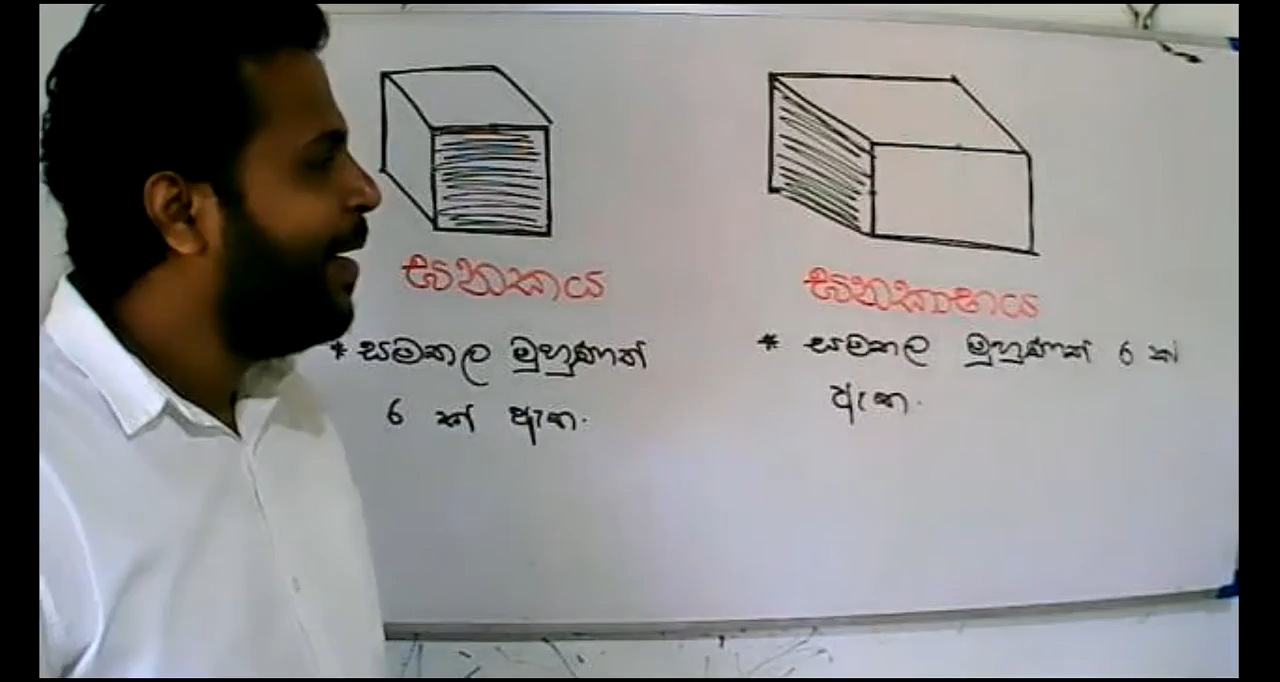 ඝනකය
* සමතල මුහුණත්
6 ක් ඇත.
ඝනකාභය
* සමතල මුහුණත් 6 ක්
ඇත.